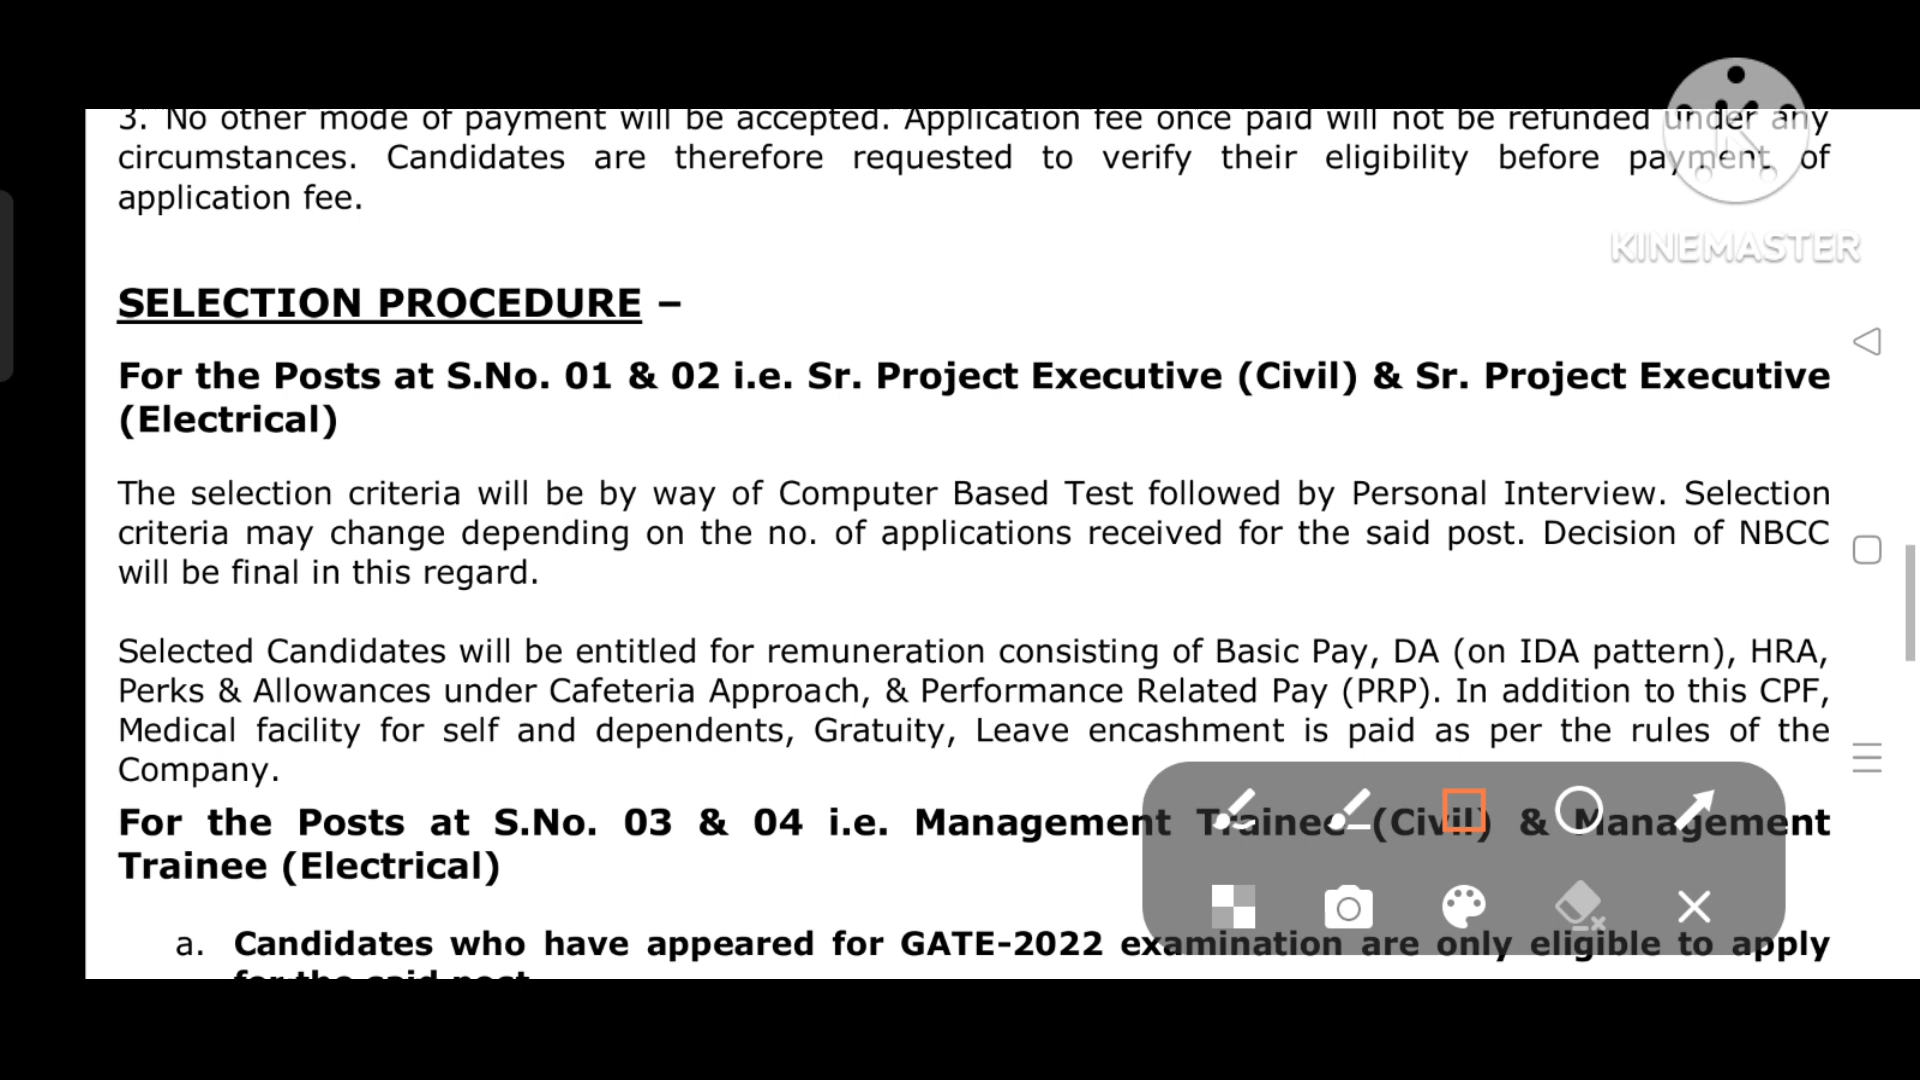 3. No other mode of payment will be accepted. Application fee once paid will not be refunded under any
circumstances. Candidates are therefore requested to verify their eligibility before payment of
application fee.
KINEMASTER
SELECTION PROCEDURE –
For the Posts at S.No. 01 & 02 i.e. Sr. Project Executive (Civil) & Sr. Project Executive
(Electrical)
The selection criteria will be by way of Computer Based Test followed by Personal Interview. Selection
criteria may change depending on the no. of applications received for the said post. Decision of NBCC
will be final in this regard.
Selected Candidates will be entitled for remuneration consisting of Basic Pay, DA (on IDA pattern), HRA,
Perks & Allowances under Cafeteria Approach, & Performance Related Pay (PRP). In addition to this CPF,
Medical facility for self and dependents, Gratuity, Leave encashment is paid as per the rules of the
Company.
For the Posts at S.No. 03 & 04 i.e. Management Trainee (Civil) & Management
Trainee (Electrical)
a. Candidates who have appeared for GATE-2022 examination are only eligible to apply
for the said post